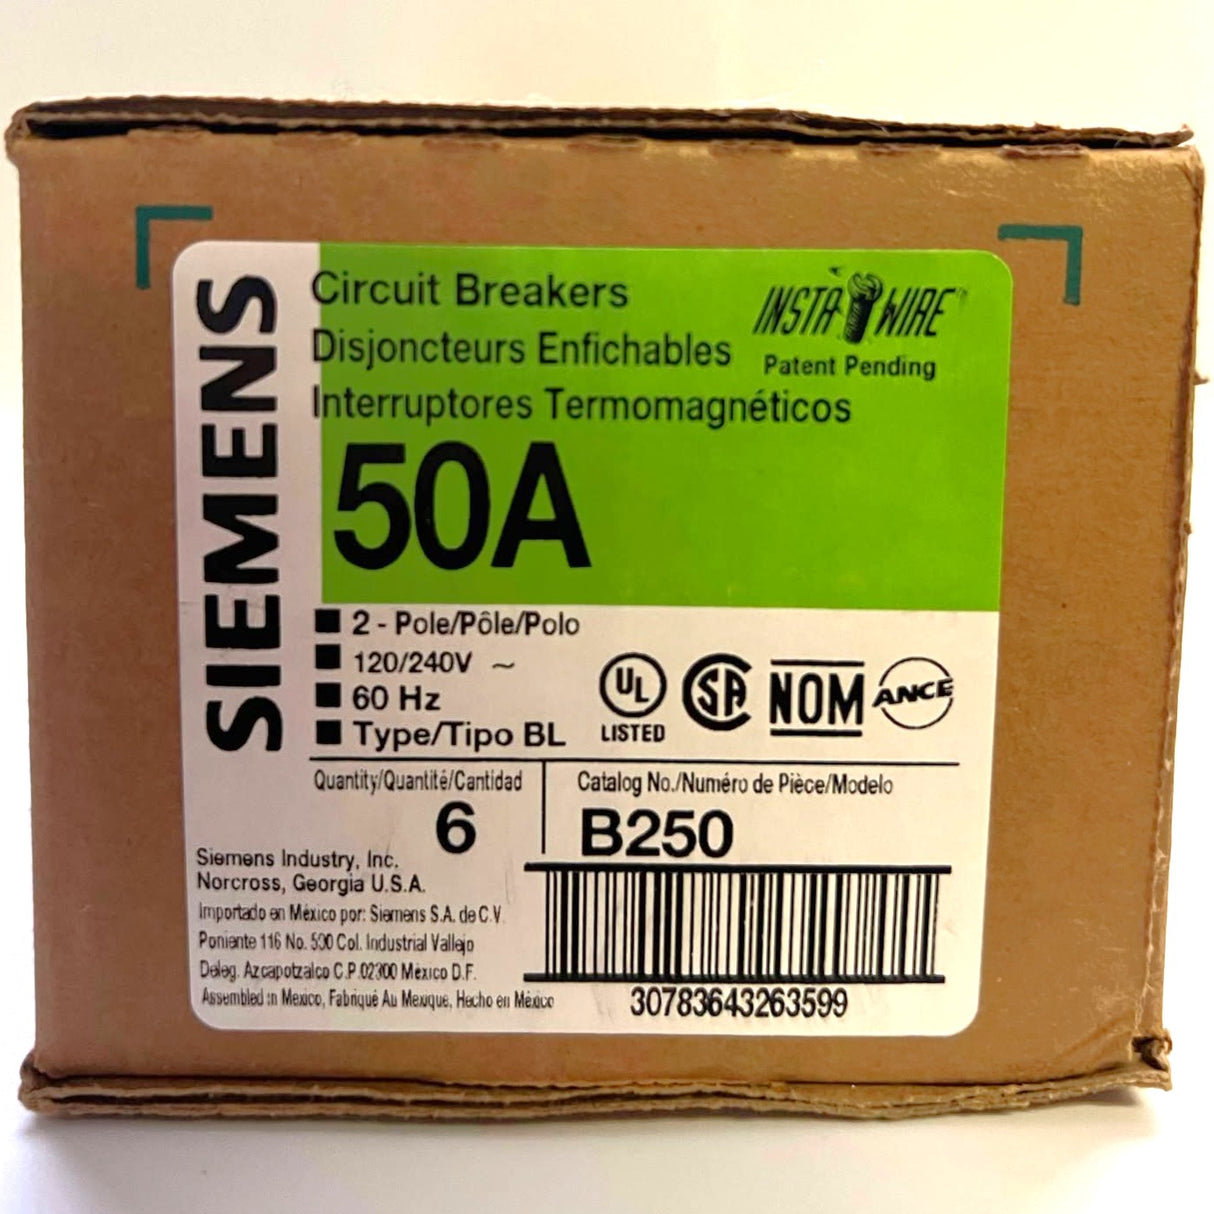 SIEMENS
Circuit Breakers
Disjoncteurs Enfichables
Interruptores Termomagnéticos
INSTA WIRE™
Patent Pending
50A
2 - Pole/Pôle/Polo
120/240V ~
60 Hz
Type/Tipo BL
UL
LISTED
SA
NOM
ANCE
Quantity/Quantité/Cantidad
6
Catalog No./Numéro de Pièce/Modelo
B250
Siemens Industry, Inc.
Norcross, Georgia U.S.A.
Importado en México por: Siemens S.A. de C.V.
Poniente 116 No. 590 Col. Industrial Vallejo
Deleg. Azcapotzalco C.P.02300 México D.F.
Assembled in Mexico, Fabriqué Au Mexique, Hecho en México
30783643263599